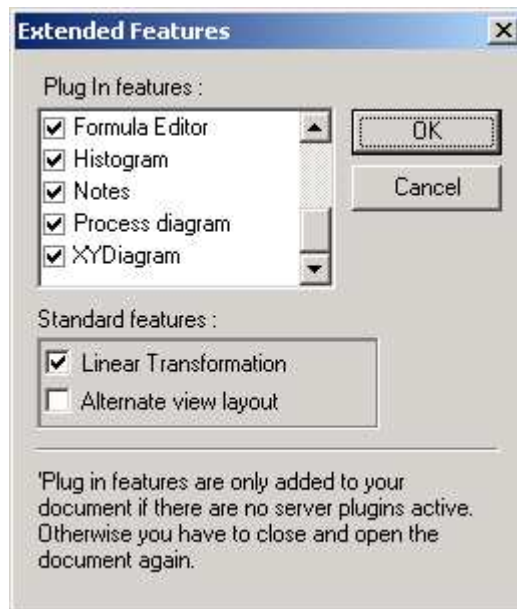 Extended Features
Plug In features :
Formula Editor
Histogram
Notes
Process diagram
XYDiagram
OK
Cancel
Standard features :
Linear Transformation
Alternate view layout
'Plug in features are only added to your
document if there are no server plugins active.
Otherwise you have to close and open the
document again.